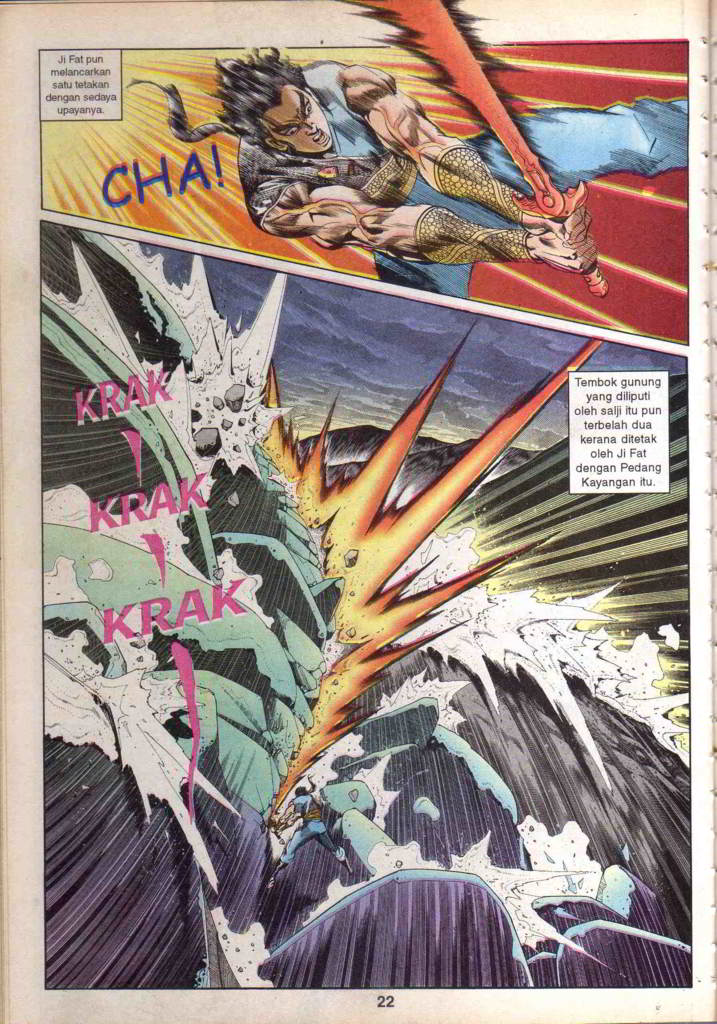 Ji Fat pun
melancarkan
satu tetakan
dengan sedaya
upayanya.
CHA!
KRAK
KRAK
KRAK
Tembok gunung
yang diliputi
oleh salji itu pun
terbelah dua
kerana ditetak
oleh Ji Fat
dengan Pedang
Kayangan itu.
22